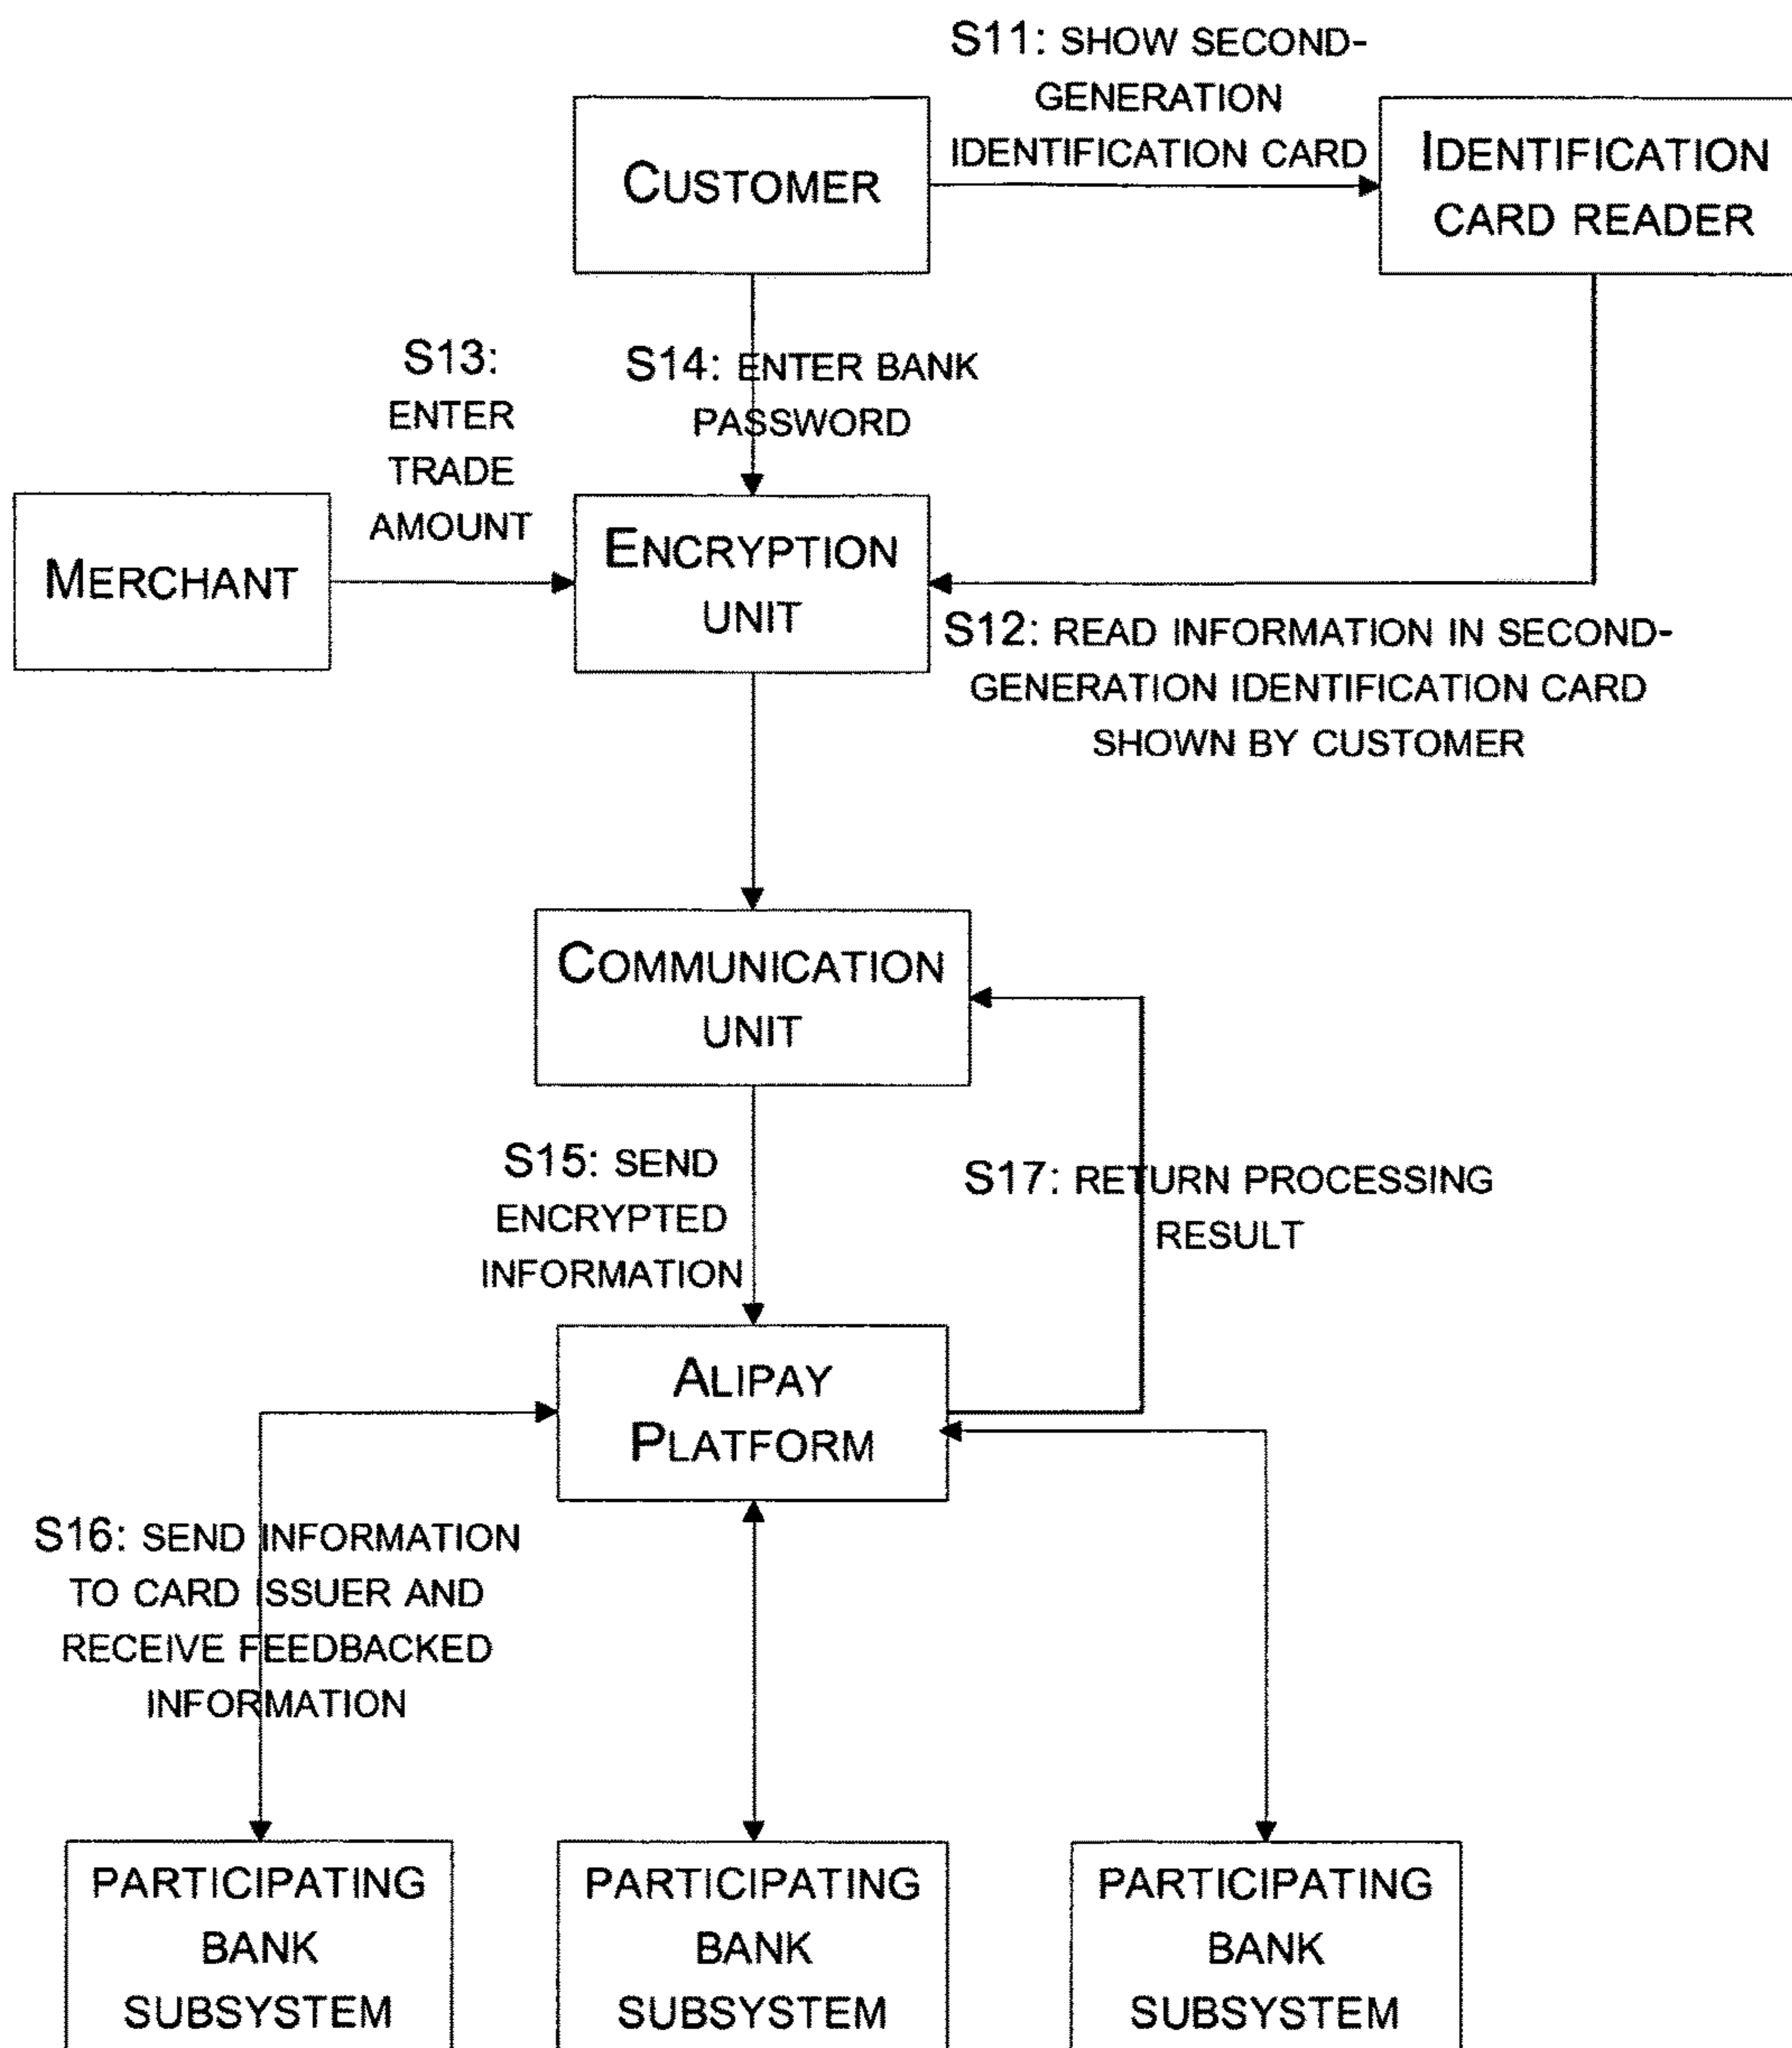 S11: SHOW SECOND-
GENERATION
IDENTIFICATION CARD
CUSTOMER
IDENTIFICATION
CARD READER
S13:
ENTER
TRADE
AMOUNT
S14: ENTER BANK
PASSWORD
MERCHANT
ENCRYPTION
UNIT
S12: READ INFORMATION IN SECOND-
GENERATION IDENTIFICATION CARD
SHOWN BY CUSTOMER
COMMUNICATION
UNIT
S15: SEND
ENCRYPTED
INFORMATION
S17: RETURN PROCESSING
RESULT
ALIPAY
PLATFORM
S16: SEND INFORMATION
TO CARD ISSUER AND
RECEIVE FEEDBACKED
INFORMATION
PARTICIPATING
BANK
SUBSYSTEM
PARTICIPATING
BANK
SUBSYSTEM
PARTICIPATING
BANK
SUBSYSTEM